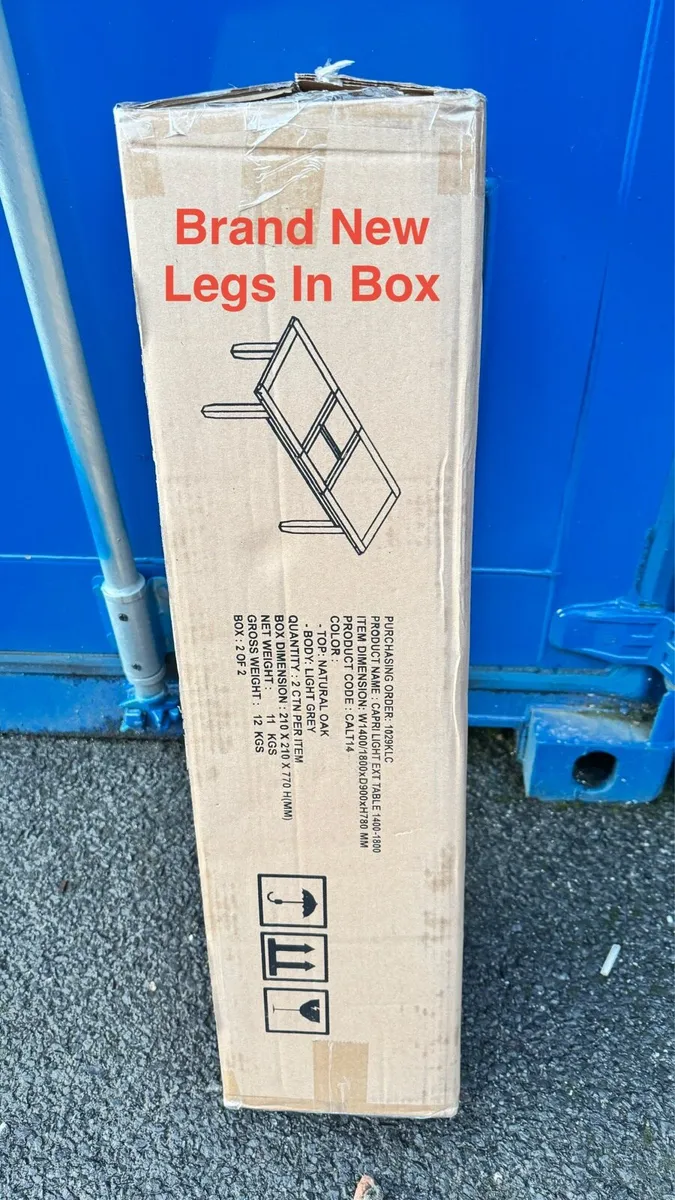 Brand New
Legs In Box
PURCHASING ORDER: 1029KLC
PRODUCT NAME : CAPRI LIGHT EXT TABLE 1400-1800
ITEM DIMENSION: W1400/1800xD900xH780 MM
PRODUCT CODE : CALT14
COLOR :
- TOP: NATURAL OAK
- BODY: LIGHT GREY
QUANTITY : 2 CTN PER ITEM
BOX DIMENSION : 210 X 210 X 770 H(MM)
NET WEIGHT : 11 KGS
GROSS WEIGHT : 12 KGS
BOX : 2 OF 2